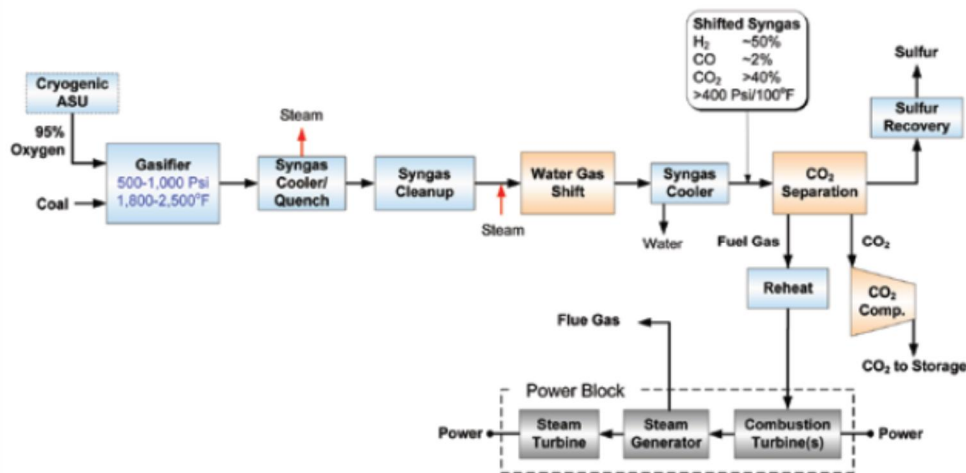 Shifted Syngas
H₂ ~50%
CO ~2%
CO₂ >40%
>400 Psi/100°F
Sulfur
Cryogenic
ASU
Steam
Sulfur
Recovery
95%
Oxygen
Gasifier
500-1,000 Psi
1,800-2,500°F
Coal
Syngas
Cooler/
Quench
Syngas
Cleanup
Steam
Water Gas
Shift
Syngas
Cooler
Water
CO₂
Separation
Fuel Gas
CO₂
Reheat
CO₂
Comp.
Flue Gas
CO₂ to Storage
Power Block
Power
Steam
Turbine
Steam
Generator
Combustion
Turbine(s)
Power